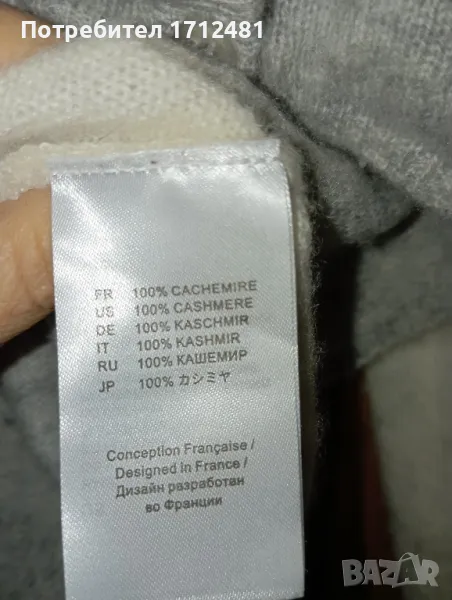 Потребител 1712481
FR 100% CACHEMIRE
US 100% CASHMERE
DE 100% KASCHMIR
IT 100% KASHMIR
RU 100% КАШЕМИР
JP 100% カシミヤ
Conception Française /
Designed in France /
Дизайн разработан
во Франции
BAZAR